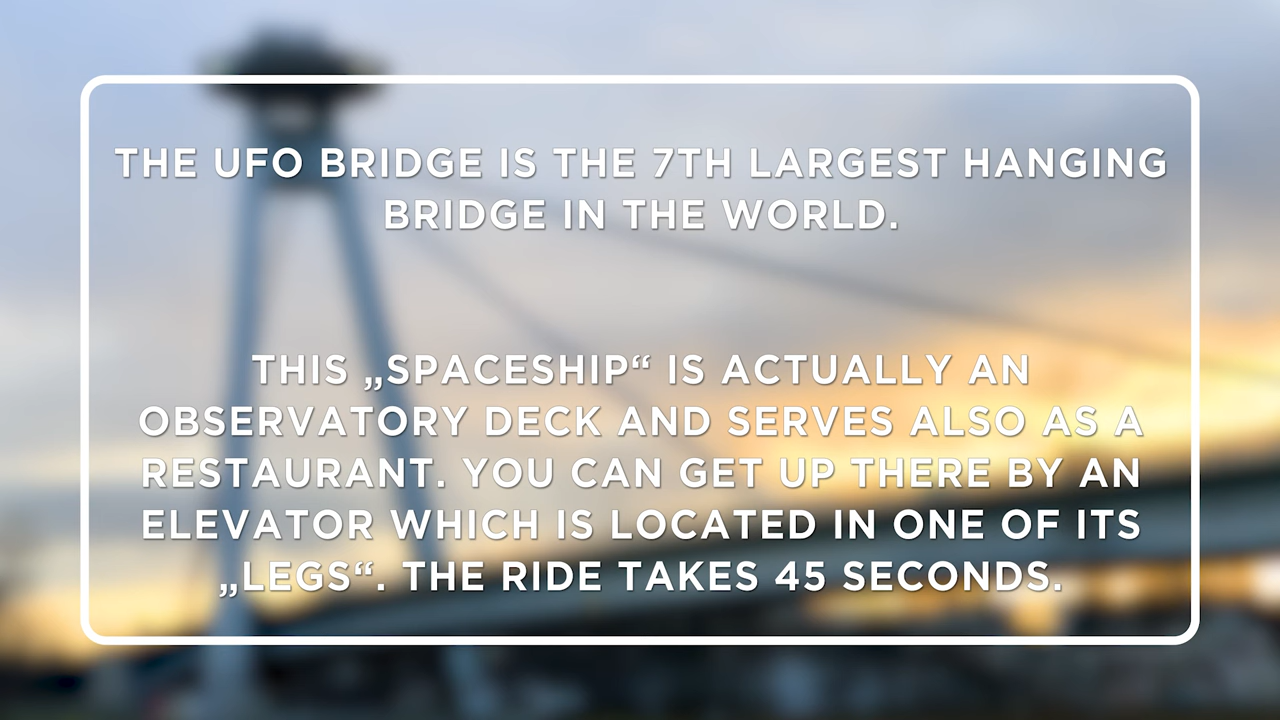 THE UFO BRIDGE IS THE 7TH LARGEST HANGING
BRIDGE IN THE WORLD.
THIS „SPACESHIP“ IS ACTUALLY AN
OBSERVATORY DECK AND SERVES ALSO AS A
RESTAURANT. YOU CAN GET UP THERE BY AN
ELEVATOR WHICH IS LOCATED IN ONE OF ITS
„LEGS“. THE RIDE TAKES 45 SECONDS.